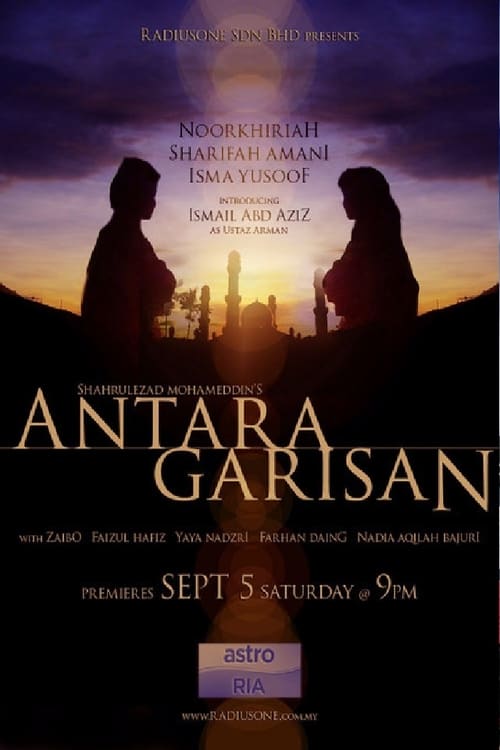 RADIUSONE SDN BHD PRESENTS
NOORKHIRIAH
SHARIFAH AMANI
ISMA YUSOOF
INTRODUCING
ISMAIL ABD AZIZ
AS USTAZ ARMAN
SHAHRULEZAD MOHAMEDDIN'S
ANTARA
GARISAN
WITH ZAIBO FAIZUL HAFIZ YAYA NADZRI FARHAN DAING NADIA AQILAH BAJURI
PREMIERES SEPT 5 SATURDAY @ 9PM
astro
RIA
WWW.RADIUSONE.COM.MY